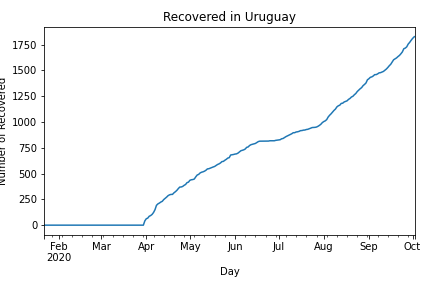 Recovered in Uruguay
Number of Recovered
1750
1500
1250
1000
750
500
250
0
Feb Mar Apr May Jun Jul Aug Sep Oct
2020
Day